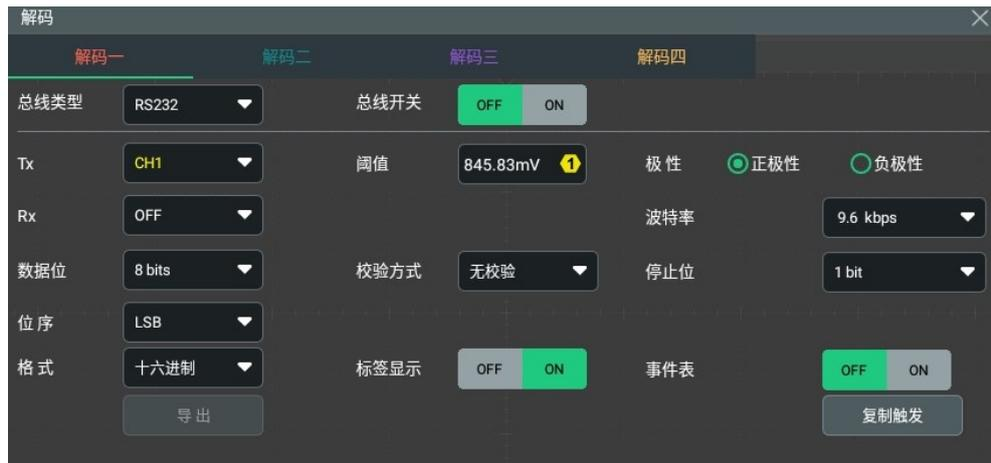 解码
解码一 解码二 解码三 解码四
总线类型 RS232 总线开关 OFF ON
Tx CH1 阈值 845.83mV 1 极性 正极性 负极性
Rx OFF 波特率 9.6 kbps
数据位 8 bits 校验方式 无校验 停止位 1 bit
位序 LSB
格式 十六进制 标签显示 OFF ON 事件表 OFF ON
导出 复制触发